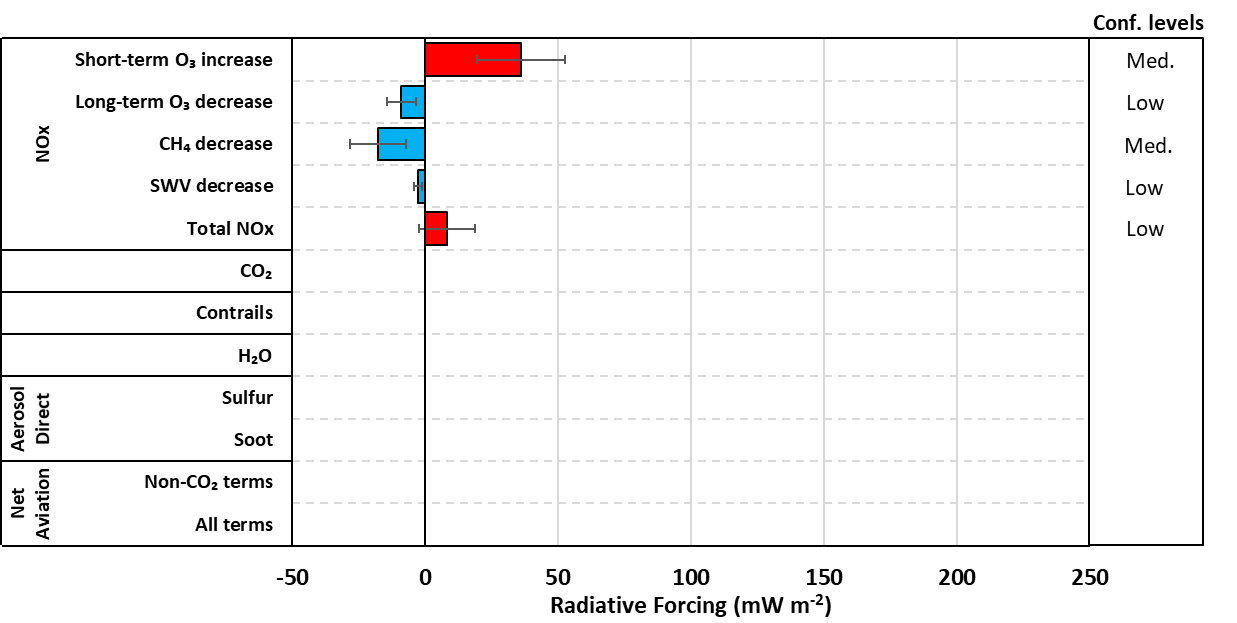 Conf. levels
Short-term O₃ increase
Med.
Long-term O₃ decrease
Low
NOx
CH₄ decrease
Med.
SWV decrease
Low
Total NOx
Low
CO₂
Contrails
H₂O
Aerosol
Direct
Sulfur
Soot
Net
Aviation
Non-CO₂ terms
All terms
-50 0 50 100 150 200 250
Radiative Forcing (mW m⁻²)